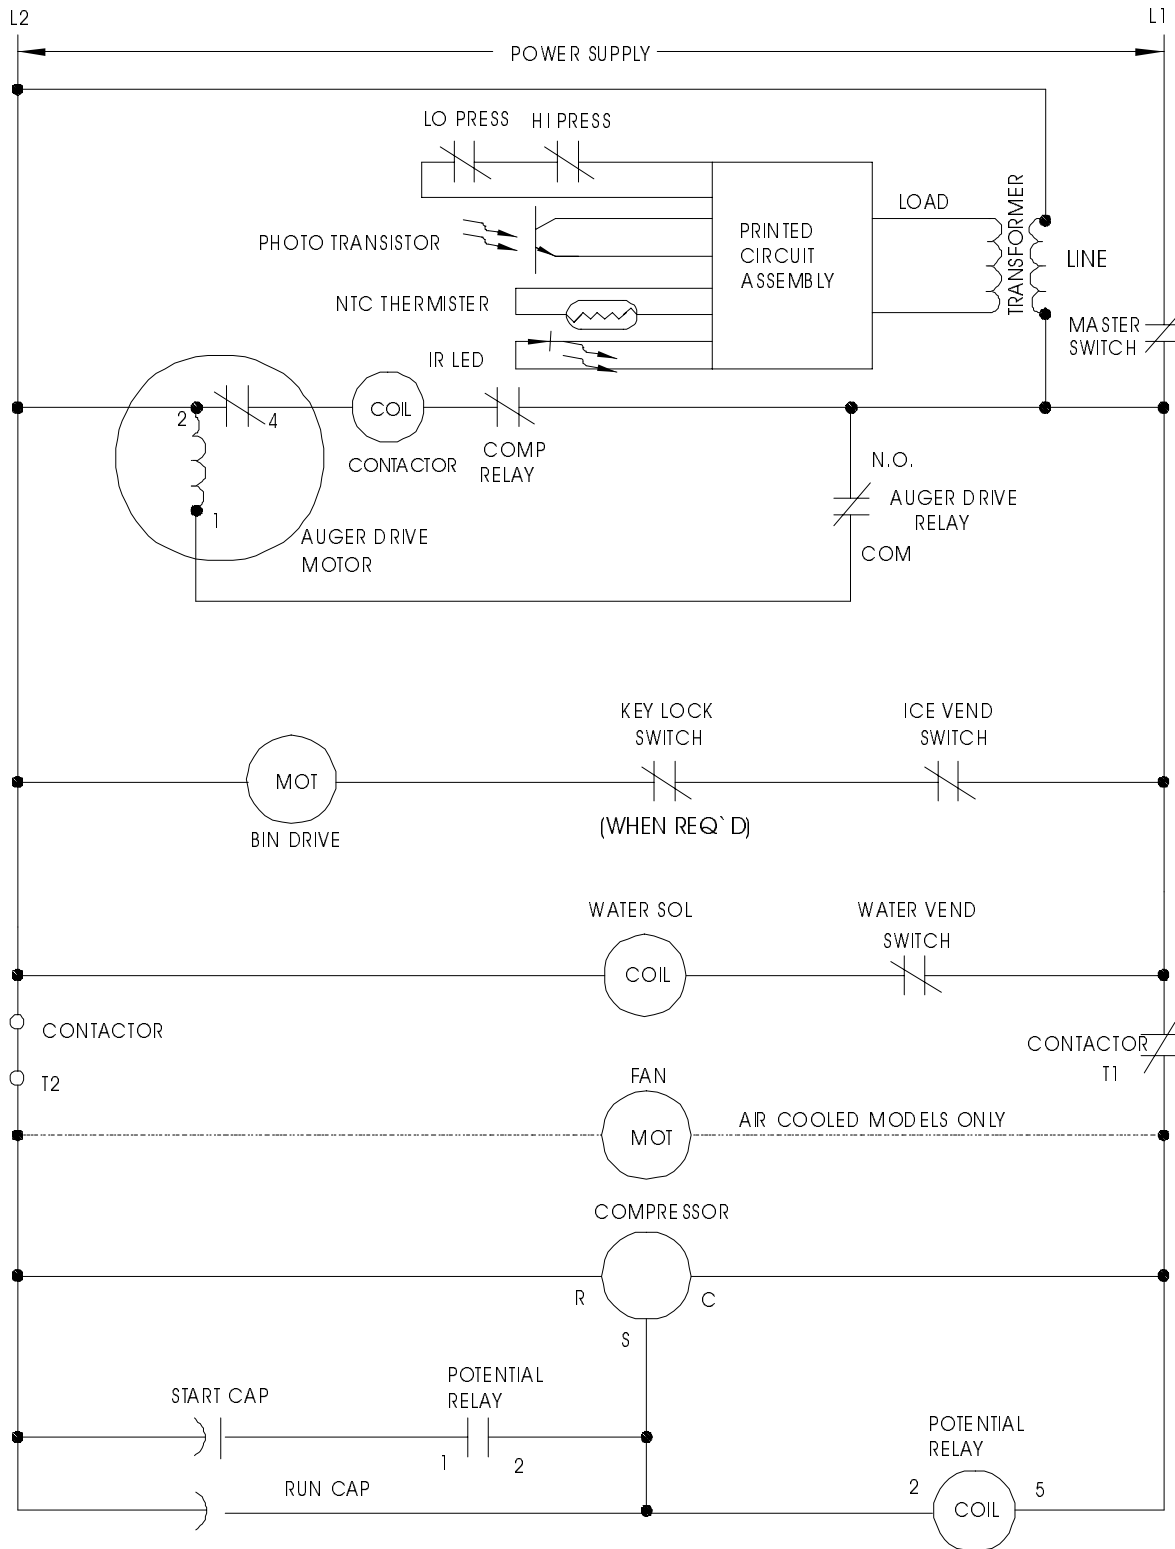 L2
L1
POWER SUPPLY
LO PRESS
HI PRESS
LOAD
TRANSFORMER
PHOTO TRANSISTOR
PRINTED
CIRCUIT
ASSEMBLY
LINE
NTC THERMISTER
MASTER
SWITCH
IR LED
2
4
COIL
CONTACTOR
COMP
RELAY
N.O.
AUGER DRIVE
RELAY
1
AUGER DRIVE
MOTOR
COM
KEY LOCK
SWITCH
ICE VEND
SWITCH
MOT
BIN DRIVE
(WHEN REQ`D)
WATER SOL
WATER VEND
SWITCH
COIL
CONTACTOR
T2
CONTACTOR
T1
FAN
MOT
AIR COOLED MODELS ONLY
COMPRESSOR
R
C
S
START CAP
POTENTIAL
RELAY
1
2
POTENTIAL
RELAY
RUN CAP
2
COIL
5